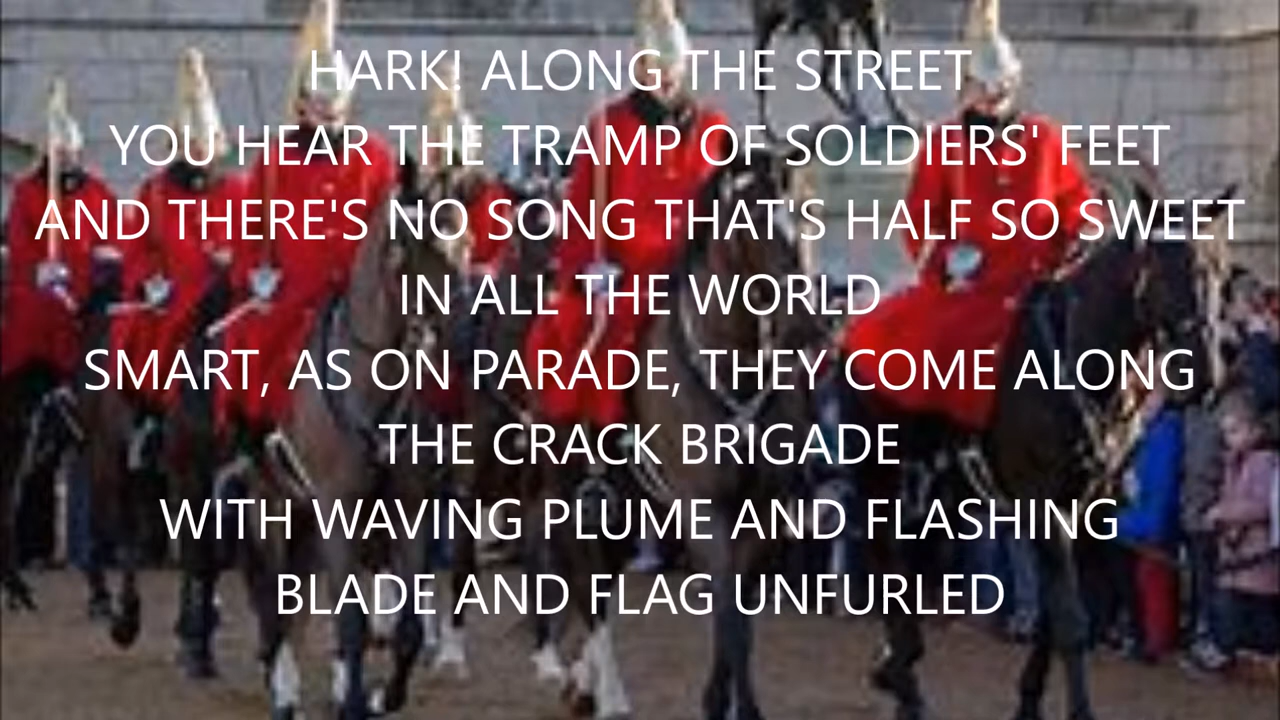 HARK! ALONG THE STREET
YOU HEAR THE TRAMP OF SOLDIERS' FEET
AND THERE'S NO SONG THAT'S HALF SO SWEET
IN ALL THE WORLD
SMART, AS ON PARADE, THEY COME ALONG
THE CRACK BRIGADE
WITH WAVING PLUME AND FLASHING
BLADE AND FLAG UNFURLED